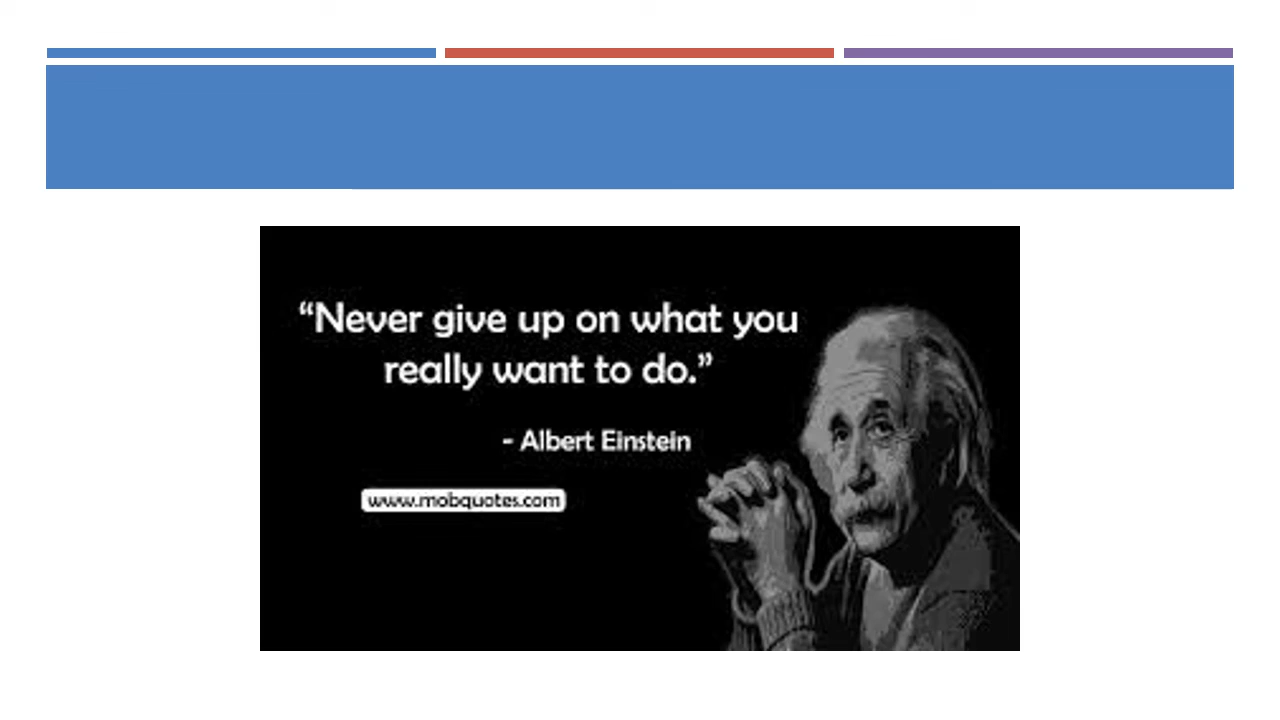 “Never give up on what you
really want to do.”
- Albert Einstein
www.mobquotes.com